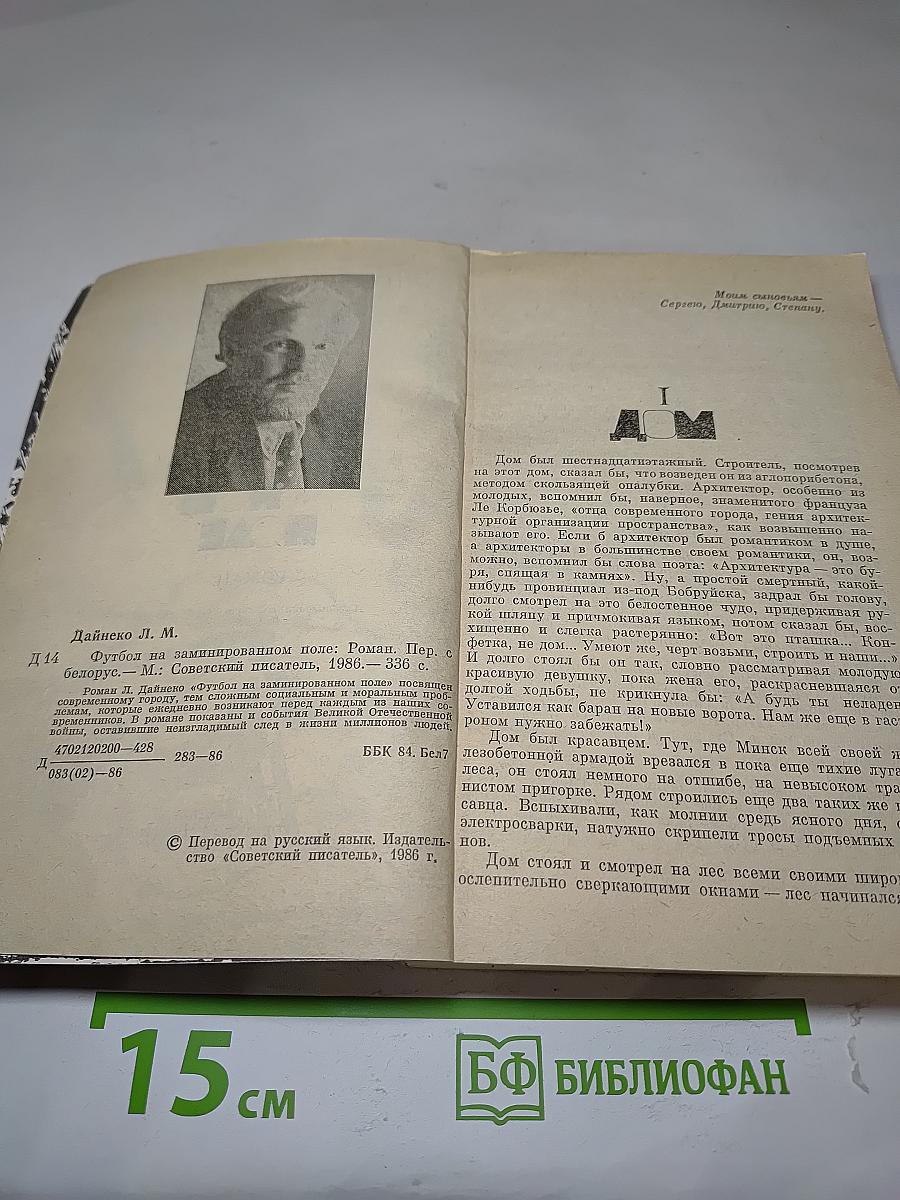 Дайнеко Л. М.
Д 14 Футбол на заминированном поле: Роман. Пер. с
белорус.— М.: Советский писатель, 1986.— 336 с.
Роман Л. Дайнеко «Футбол на заминированном поле» посвящен
современному городу, тем сложным социальным и моральным проб-
лемам, которые ежедневно возникают перед каждым из наших со-
временников. В романе показаны и события Великой Отечественной
войны, оставившие неизгладимый след в жизни миллионов людей.
Д 4702120200—428
083(02)—86
283—86
ББК 84. Бел7
© Перевод на русский язык. Издатель-
ство «Советский писатель», 1986 г.
Моим сыновьям —
Сергею, Дмитрию, Степану.
I
ДОМ
Дом был шестнадцатиэтажный. Строитель, посмотрев
на этот дом, сказал бы, что возведен он из аглопорибетона,
методом скользящей опалубки. Архитектор, особенно из
молодых, вспомнил бы, наверное, знаменитого француза
Ле Корбюзье, «отца современного города, гения архитек-
турной организации пространства», как возвышенно на-
зывают его. Если б архитектор был романтиком в душе,
а архитекторы в большинстве своем романтики, он, воз-
можно, вспомнил бы слова поэта: «Архитектура — это бу-
ря, спящая в камнях». Ну, а простой смертный, какой-
нибудь провинциал из-под Бобруйска, задрал бы голову,
долго смотрел на это белостенное чудо, придерживая ру-
кой шляпу и причмокивая языком, потом сказал бы, вос-
хищенно и слегка растерянно: «Вот это пташка... Кон-
фетка, не дом... Умеют же, черт возьми, строить и наши...»
И долго стоял бы он так, словно рассматривал молодую
красивую девушку, пока жена его, раскрасневшаяся от
долгой ходьбы, не крикнула бы: «А будь ты неладен
Уставился как баран на новые ворота. Нам же еще в гаст
роном нужно забежать!»
Дом был красавцем. Тут, где Минск всей своей ж
лезобетонной армадой врезался в пока еще тихие луга
леса, он стоял немного на отшибе, на невысоком тра
нистом пригорке. Рядом строились еще два таких же
савца. Вспыхивали, как молнии средь ясного дня,
электросварки, натужно скрипели тросы подъемных
нов.
Дом стоял и смотрел на лес всеми своими широ
ослепительно сверкающими окнами — лес начинался
15 см
БФ БИБЛИОФАН